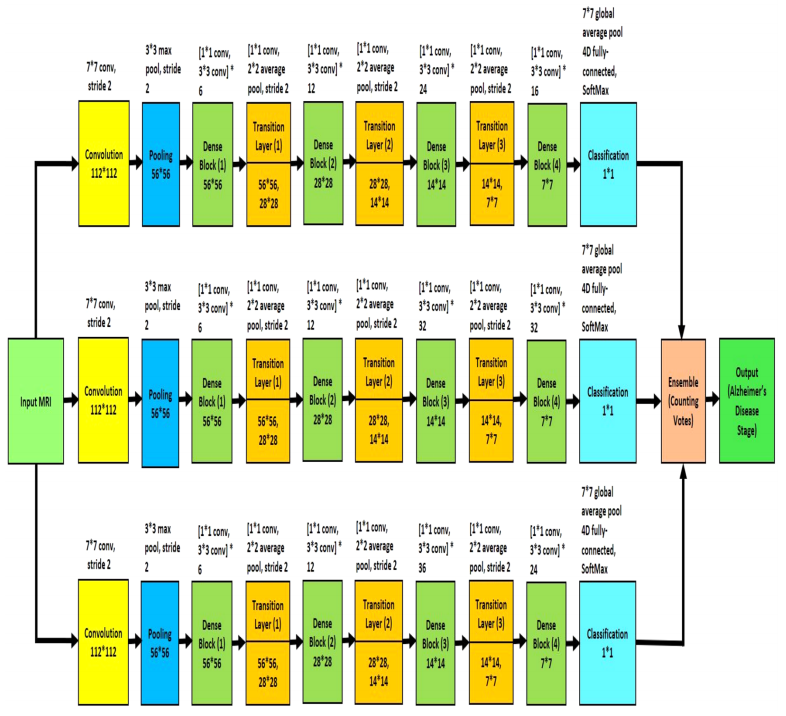 7*7 conv,
stride 2
3*3 max
pool, stride
2
[1*1 conv,
3*3 conv] *
6
[1*1 conv,
2*2 average
pool, stride 2
[1*1 conv,
3*3 conv] *
12
[1*1 conv,
2*2 average
pool, stride 2
[1*1 conv,
3*3 conv] *
24
[1*1 conv,
2*2 average
pool, stride 2
[1*1 conv,
3*3 conv] *
16
7*7 global
average pool
4D fully-
connected,
SoftMax
Convolution
112*112
Pooling
56*56
Dense
Block (1)
56*56
Transition
Layer (1)
56*56,
28*28
Dense
Block (2)
28*28
Transition
Layer (2)
28*28,
14*14
Dense
Block (3)
14*14
Transition
Layer (3)
14*14,
7*7
Dense
Block (4)
7*7
Classification
1*1
7*7 conv,
stride 2
3*3 max
pool, stride
2
[1*1 conv,
3*3 conv] *
6
[1*1 conv,
2*2 average
pool, stride 2
[1*1 conv,
3*3 conv] *
12
[1*1 conv,
2*2 average
pool, stride 2
[1*1 conv,
3*3 conv] *
32
[1*1 conv,
2*2 average
pool, stride 2
[1*1 conv,
3*3 conv] *
32
7*7 global
average pool
4D fully-
connected,
SoftMax
Input MRI
Convolution
112*112
Pooling
56*56
Dense
Block (1)
56*56
Transition
Layer (1)
56*56,
28*28
Dense
Block (2)
28*28
Transition
Layer (2)
28*28,
14*14
Dense
Block (3)
14*14
Transition
Layer (3)
14*14,
7*7
Dense
Block (4)
7*7
Classification
1*1
Ensemble
(Counting
Votes)
Output
(Alzheimer's
Disease
Stage)
7*7 conv,
stride 2
3*3 max
pool, stride
2
[1*1 conv,
3*3 conv] *
6
[1*1 conv,
2*2 average
pool, stride 2
[1*1 conv,
3*3 conv] *
12
[1*1 conv,
2*2 average
pool, stride 2
[1*1 conv,
3*3 conv] *
36
[1*1 conv,
2*2 average
pool, stride 2
[1*1 conv,
3*3 conv] *
24
7*7 global
average pool
4D fully-
connected,
SoftMax
Convolution
112*112
Pooling
56*56
Dense
Block (1)
56*56
Transition
Layer (1)
56*56,
28*28
Dense
Block (2)
28*28
Transition
Layer (2)
28*28,
14*14
Dense
Block (3)
14*14
Transition
Layer (3)
14*14,
7*7
Dense
Block (4)
7*7
Classification
1*1